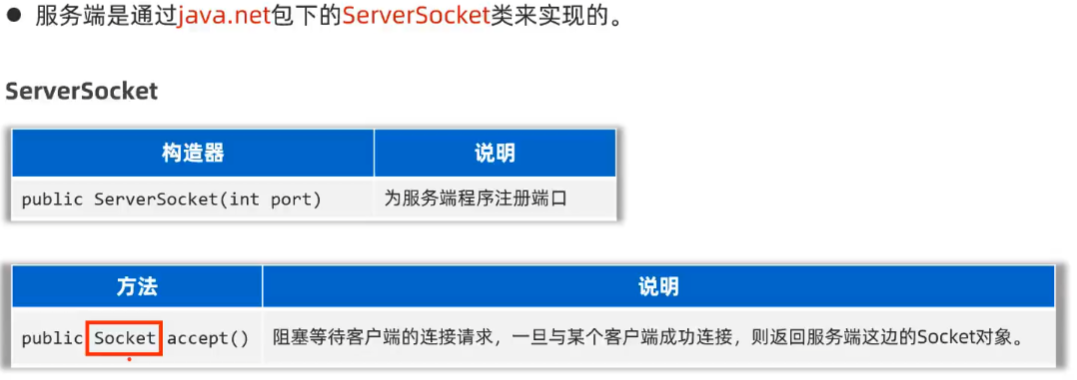 ● 服务端是通过java.net包下的ServerSocket类来实现的。
ServerSocket
构造器 说明
public ServerSocket(int port) 为服务端程序注册端口
方法 说明
public Socket accept() 阻塞等待客户端的连接请求，一旦与某个客户端成功连接，则返回服务端这边的Socket对象。